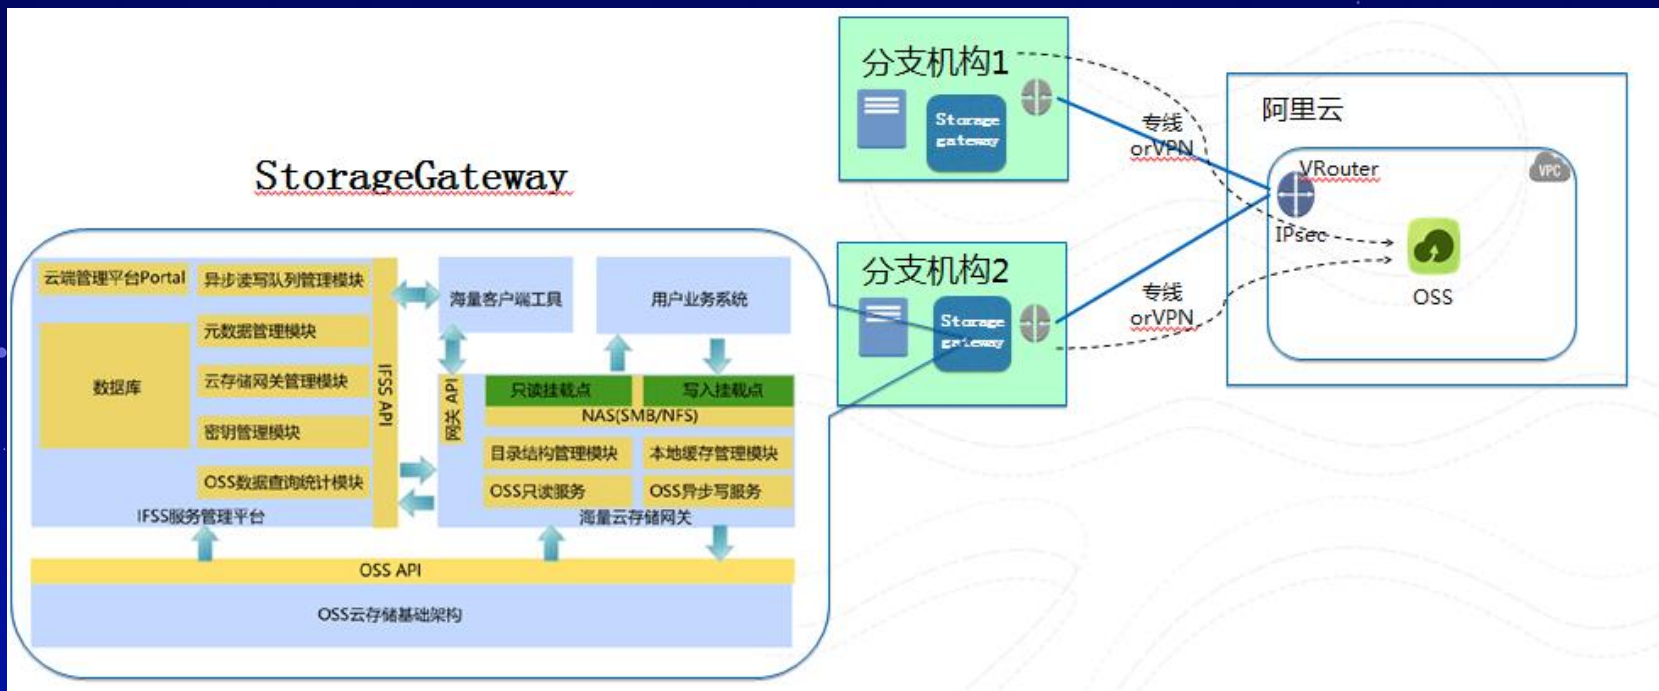 StorageGateway
云端管理平台Portal
异步读写队列管理模块
元数据管理模块
数据库
云存储网关管理模块
密钥管理模块
OSS数据查询统计模块
IFSS服务管理平台
IFSS API
海量客户端工具
用户业务系统
网关 API
只读挂载点
写入挂载点
NAS(SMB/NFS)
目录结构管理模块
本地缓存管理模块
OSS只读服务
OSS异步写服务
海量云存储网关
OSS API
OSS云存储基础架构
分支机构1
Storage
gateway
专线
orVPN
分支机构2
Storage
gateway
专线
orVPN
阿里云
VPC
VRouter
IPsec
OSS